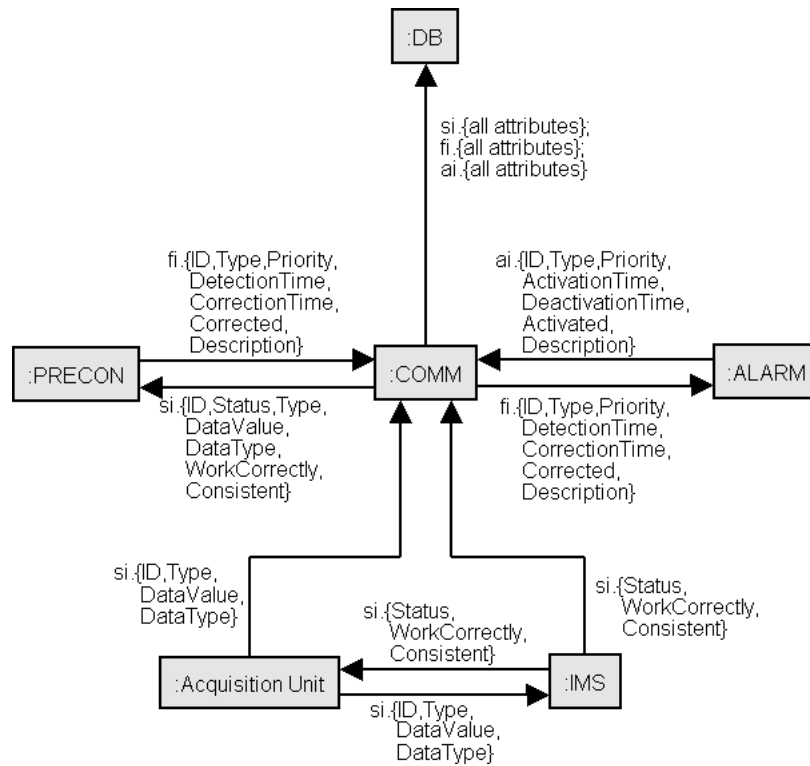 :DB
si.{all attributes};
fi.{all attributes};
ai.{all attributes}
fi.{ID,Type,Priority,
DetectionTime,
CorrectionTime,
Corrected,
Description}
ai.{ID,Type,Priority,
ActivationTime,
DeactivationTime,
Activated,
Description}
:PRECON
:COMM
:ALARM
si.{ID,Status,Type,
DataValue,
DataType,
WorkCorrectly,
Consistent}
fi.{ID,Type,Priority,
DetectionTime,
CorrectionTime,
Corrected,
Description}
si.{ID,Type,
DataValue,
DataType}
si.{Status,
WorkCorrectly,
Consistent}
si.{Status,
WorkCorrectly,
Consistent}
:Acquisition Unit
:IMS
si.{ID,Type,
DataValue,
DataType}